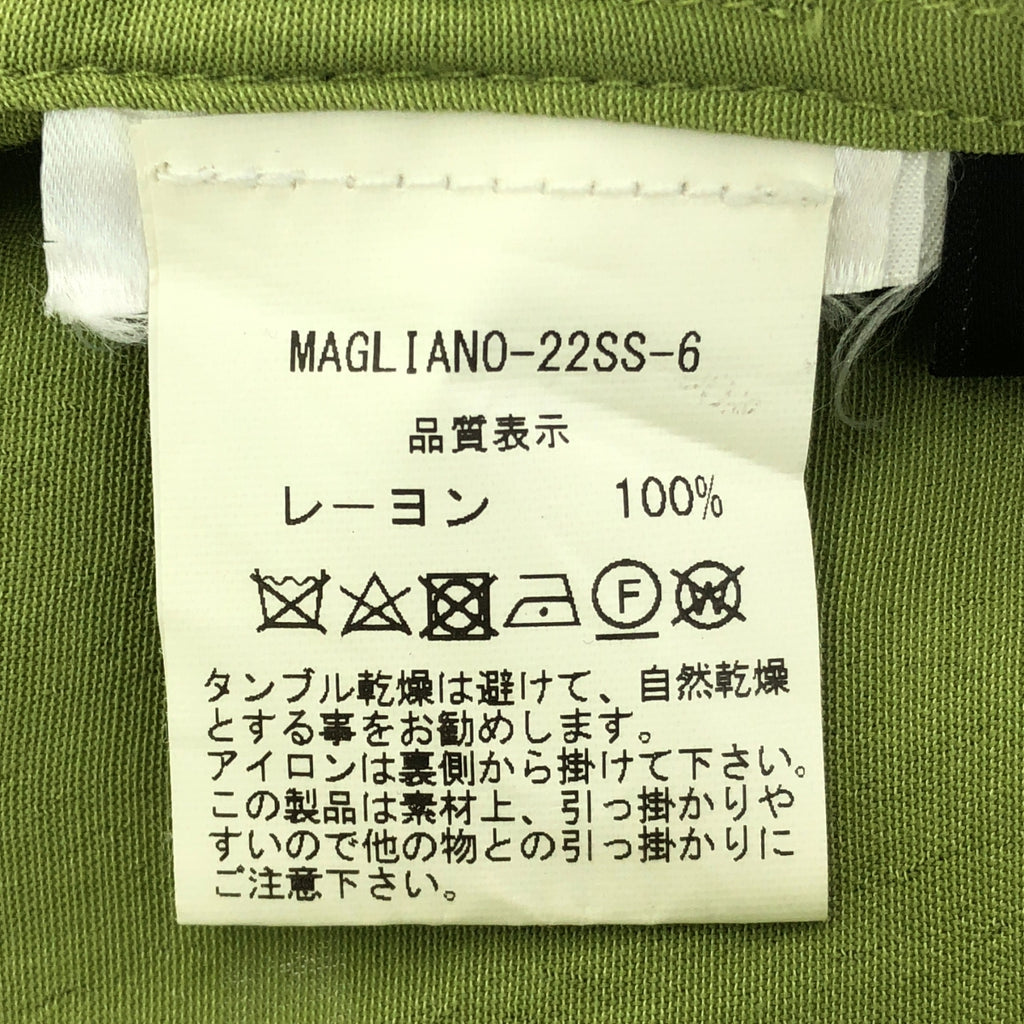 MAGLIANO-22SS-6
品質表示
レーヨン 100%
F W
タンブル乾燥は避けて、自然乾燥
とする事をお勧めします。
アイロンは裏側から掛けて下さい。
この製品は素材上、引っ掛かりや
すいので他の物との引っ掛かりに
ご注意下さい。